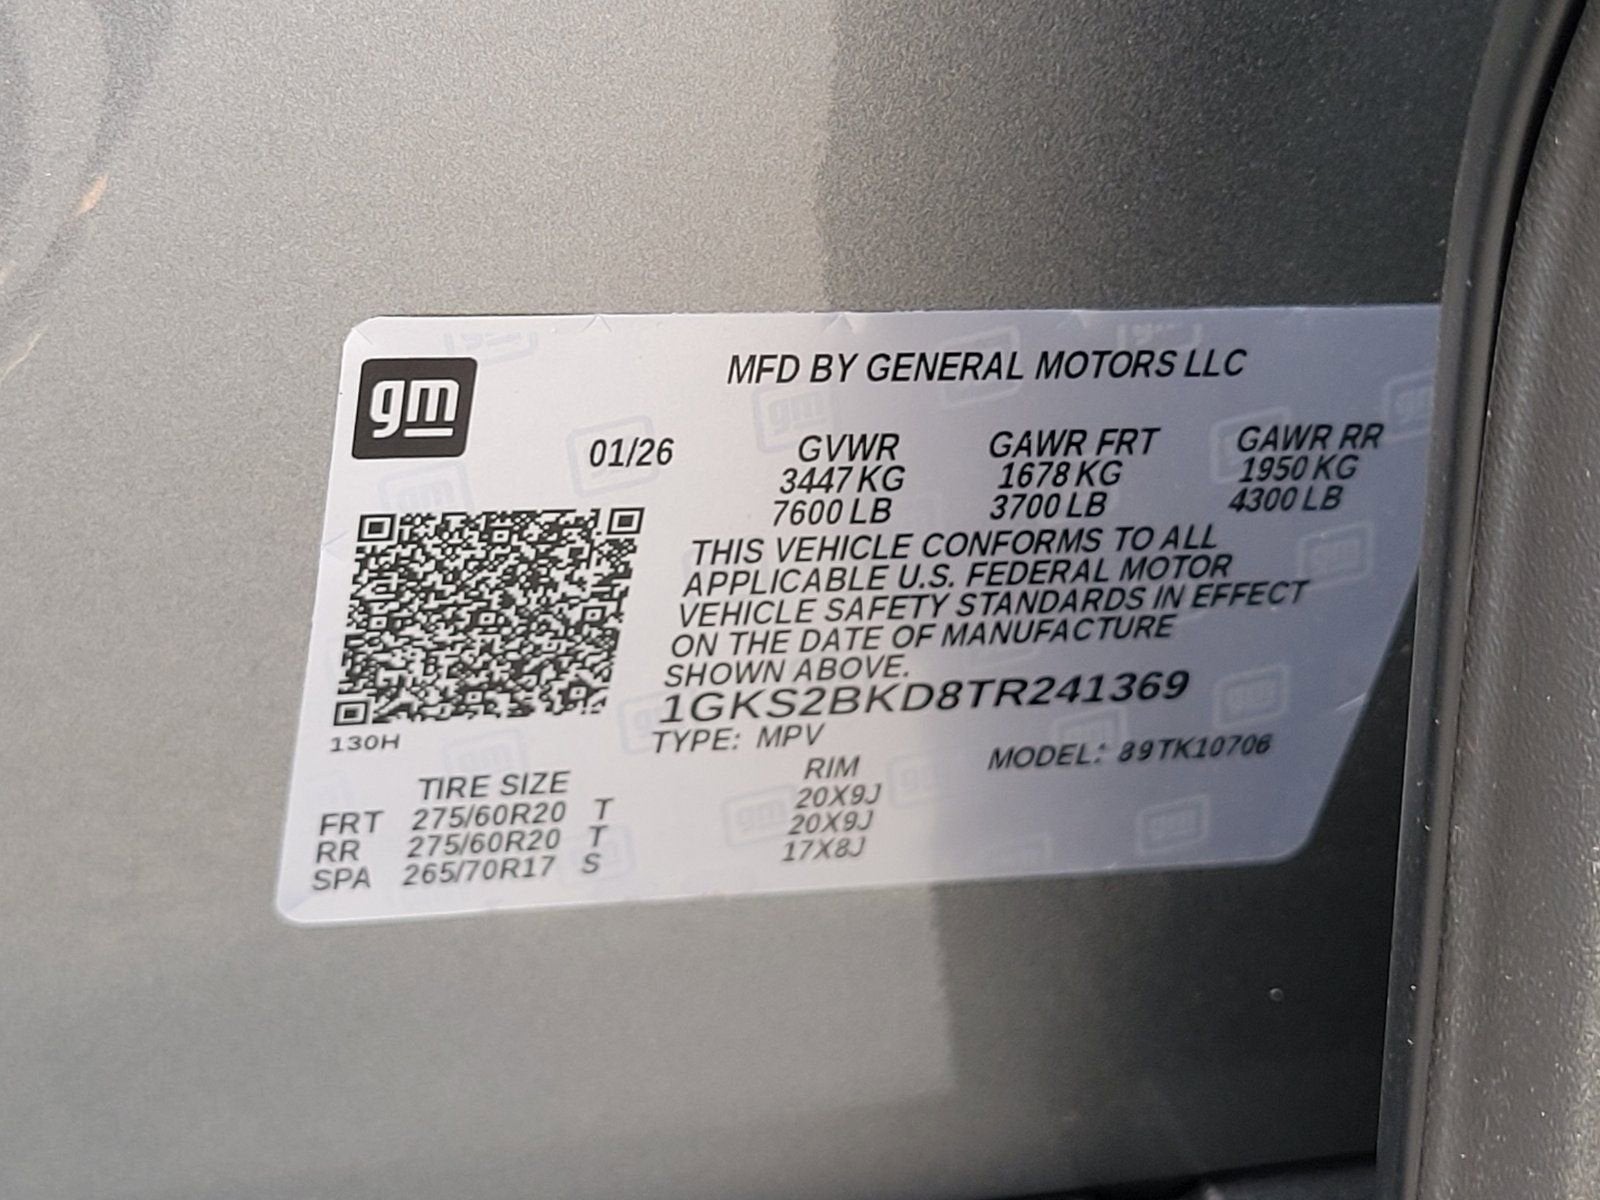 gm
MFD BY GENERAL MOTORS LLC
01/26 GVWR GAWR FRT GAWR RR
3447 KG 1678 KG 1950 KG
7600 LB 3700 LB 4300 LB
THIS VEHICLE CONFORMS TO ALL
APPLICABLE U.S. FEDERAL MOTOR
VEHICLE SAFETY STANDARDS IN EFFECT
ON THE DATE OF MANUFACTURE
SHOWN ABOVE.
1GKS2BKD8TR241369
130H
TYPE: MPV MODEL: 89TK10706
TIRE SIZE RIM
FRT 275/60R20 T 20X9J
RR 275/60R20 T 20X9J
SPA 265/70R17 S 17X8J